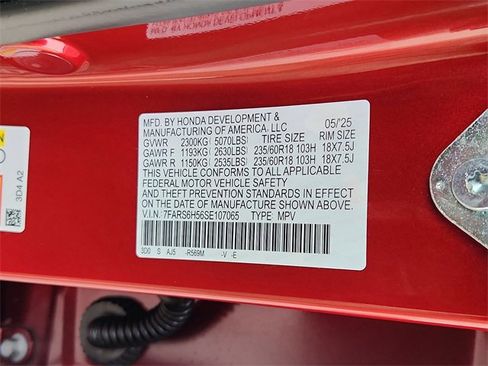 MFD. BY HONDA DEVELOPMENT & 05/'25
MANUFACTURING OF AMERICA, LLC
TIRE SIZE RIM SIZE
GVWR 2300KG( 5070LBS)
GAWR F 1193KG( 2630LBS) 235/60R18 103H 18X7.5J
GAWR R 1150KG( 2535LBS) 235/60R18 103H 18X7.5J
THIS VEHICLE CONFORMS TO ALL APPLICABLE
FEDERAL MOTOR VEHICLE SAFETY
AND THEFT PREVENTION STANDARDS IN EFFECT
ON THE DATE OF MANUFACTURE SHOWN ABOVE.
V.I.N. 7FARS6H56SE107065 TYPE MPV
3D0 S AJ5 -R569M -V -E
3D4 A2